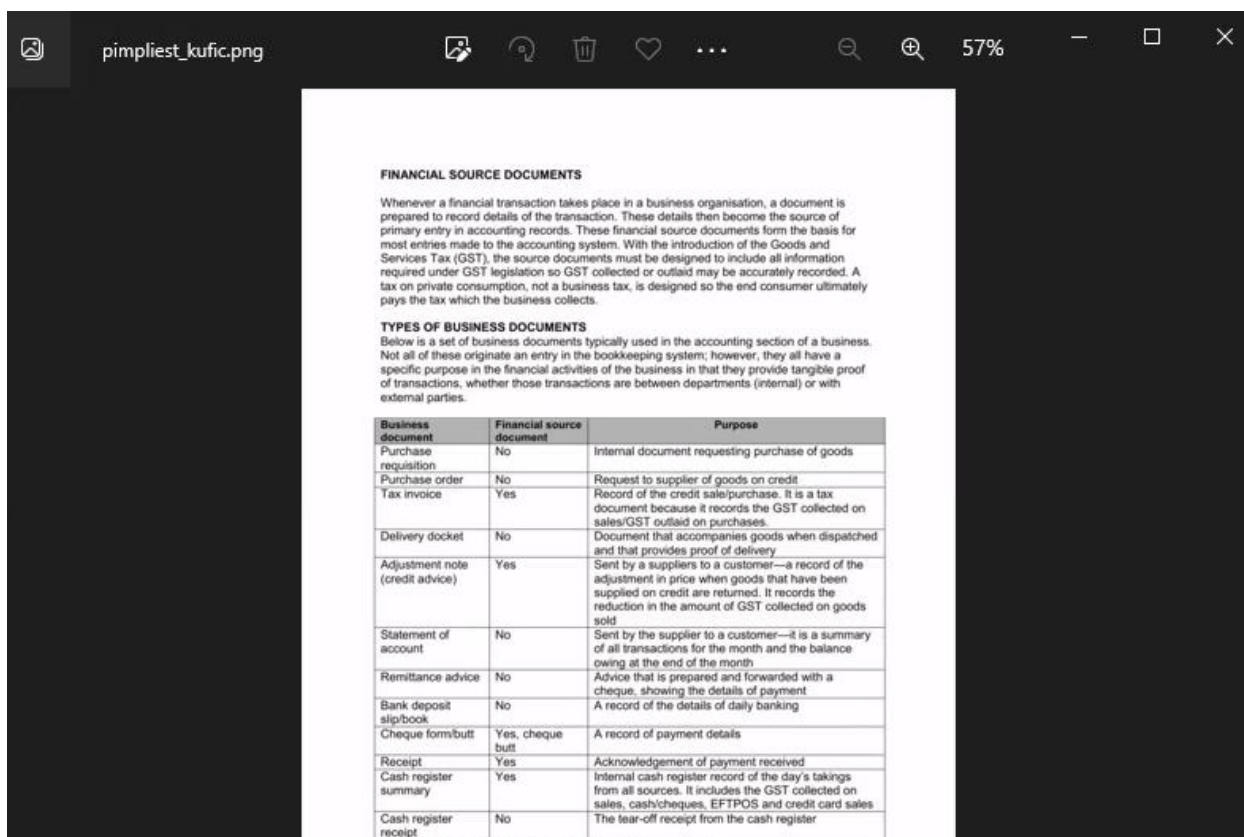 pimpliest_kufic.png
57%
FINANCIAL SOURCE DOCUMENTS
Whenever a financial transaction takes place in a business organisation, a document is
prepared to record details of the transaction. These details then become the source of
primary entry in accounting records. These financial source documents form the basis for
most entries made to the accounting system. With the introduction of the Goods and
Services Tax (GST), the source documents must be designed to include all information
required under GST legislation so GST collected or outlaid may be accurately recorded. A
tax on private consumption, not a business tax, is designed so the end consumer ultimately
pays the tax which the business collects.
TYPES OF BUSINESS DOCUMENTS
Below is a set of business documents typically used in the accounting section of a business.
Not all of these originate an entry in the bookkeeping system; however, they all have a
specific purpose in the financial activities of the business in that they provide tangible proof
of transactions, whether those transactions are between departments (internal) or with
external parties.
Business document Financial source document Purpose
Purchase requisition No Internal document requesting purchase of goods
Purchase order No Request to supplier of goods on credit
Tax invoice Yes Record of the credit sale/purchase. It is a tax
document because it records the GST collected on
sales/GST outlaid on purchases.
Delivery docket No Document that accompanies goods when dispatched
and that provides proof of delivery
Adjustment note (credit advice) Yes Sent by a suppliers to a customer—a record of the
adjustment in price when goods that have been
supplied on credit are returned. It records the
reduction in the amount of GST collected on goods
sold
Statement of account No Sent by the supplier to a customer—it is a summary
of all transactions for the month and the balance
owing at the end of the month
Remittance advice No Advice that is prepared and forwarded with a
cheque, showing the details of payment
Bank deposit slip/book No A record of the details of daily banking
Cheque form/butt Yes, cheque butt A record of payment details
Receipt Yes Acknowledgement of payment received
Cash register summary Yes Internal cash register record of the day's takings
from all sources. It includes the GST collected on
sales, cash/cheques, EFTPOS and credit card sales
Cash register receipt No The tear-off receipt from the cash register